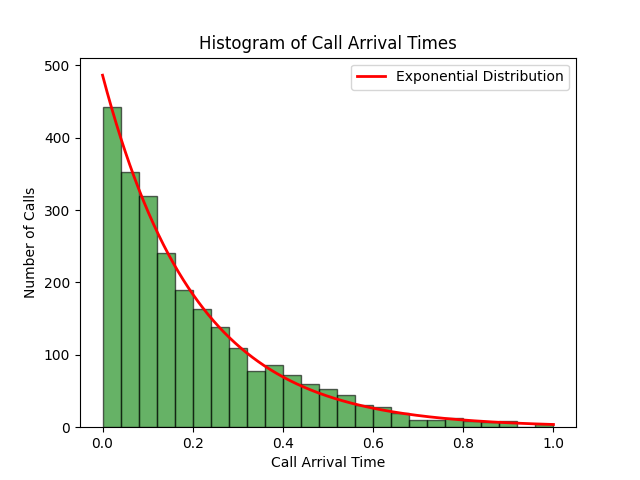 Histogram of Call Arrival Times
Exponential Distribution
Number of Calls
500
400
300
200
100
0
0.0 0.2 0.4 0.6 0.8 1.0
Call Arrival Time